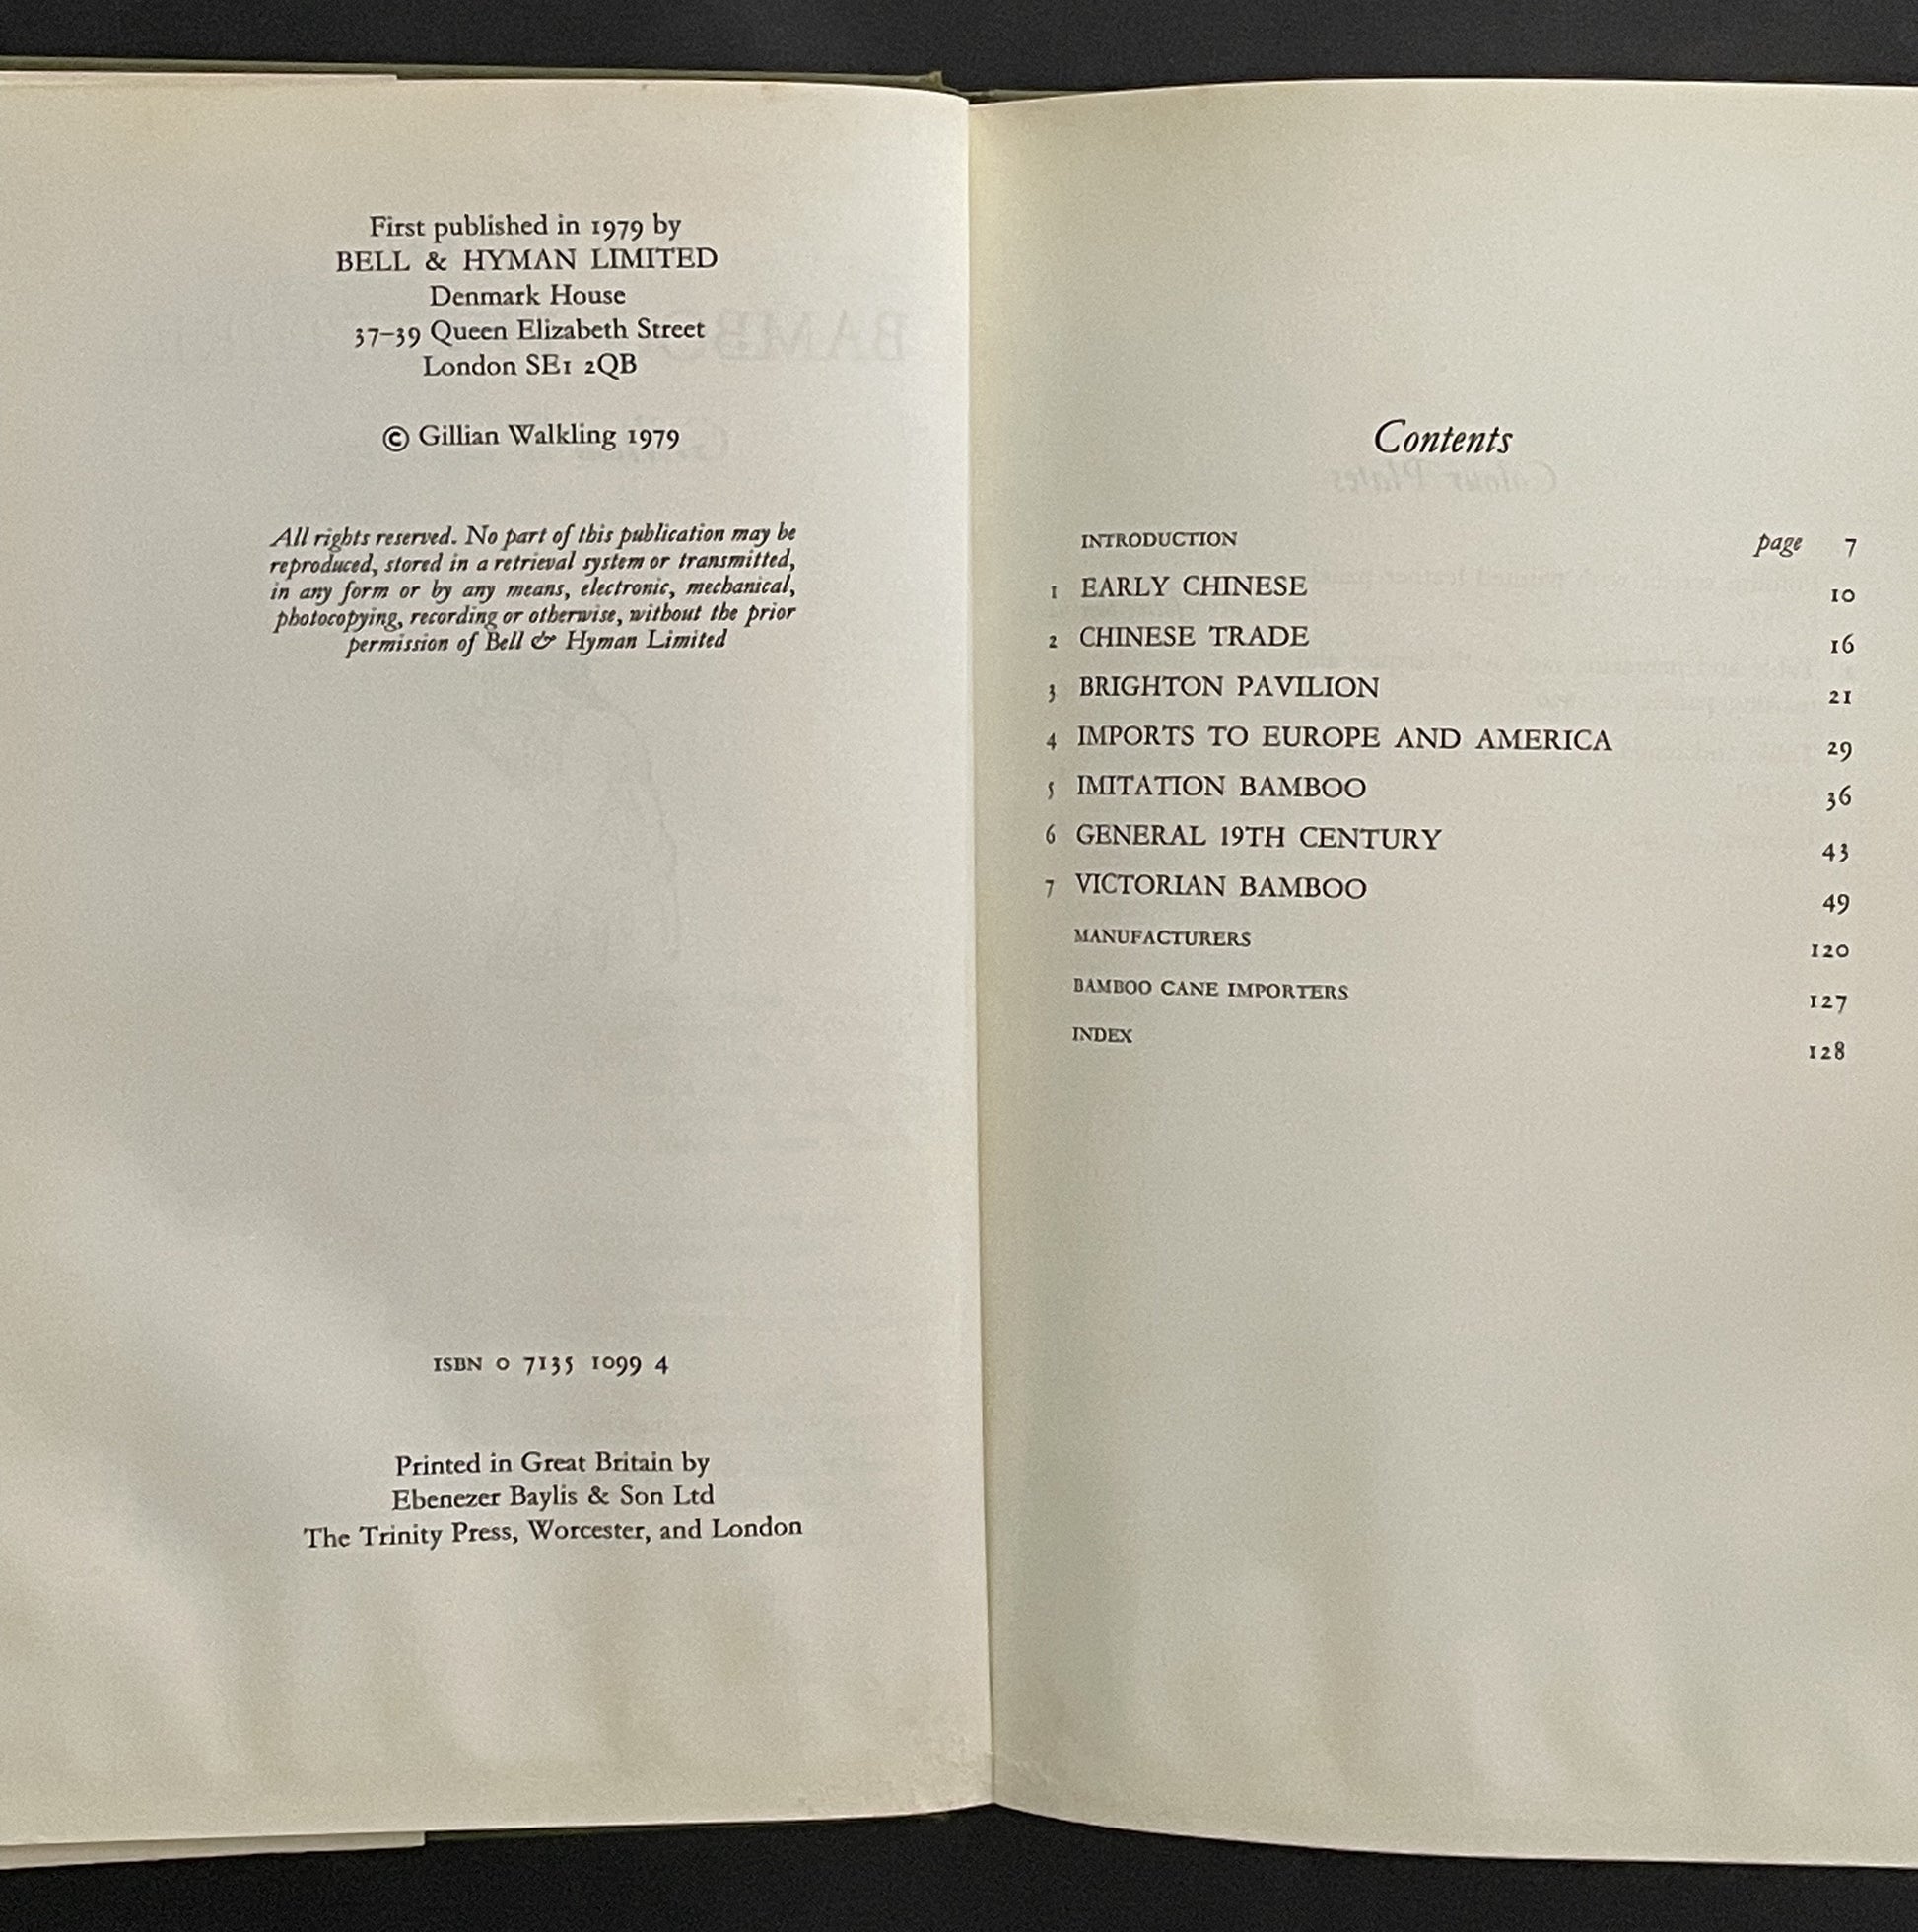 First published in 1979 by
BELL & HYMAN LIMITED
Denmark House
37–39 Queen Elizabeth Street
London SE1 2QB
© Gillian Walkling 1979
All rights reserved. No part of this publication may be
reproduced, stored in a retrieval system or transmitted,
in any form or by any means, electronic, mechanical,
photocopying, recording or otherwise, without the prior
permission of Bell & Hyman Limited
ISBN 0 7135 1099 4
Printed in Great Britain by
Ebenezer Baylis & Son Ltd
The Trinity Press, Worcester, and London
Contents
INTRODUCTION page 7
1 EARLY CHINESE 10
2 CHINESE TRADE 16
3 BRIGHTON PAVILION 21
4 IMPORTS TO EUROPE AND AMERICA 29
5 IMITATION BAMBOO 36
6 GENERAL 19TH CENTURY 43
7 VICTORIAN BAMBOO 49
MANUFACTURERS 120
BAMBOO CANE IMPORTERS 127
INDEX 128